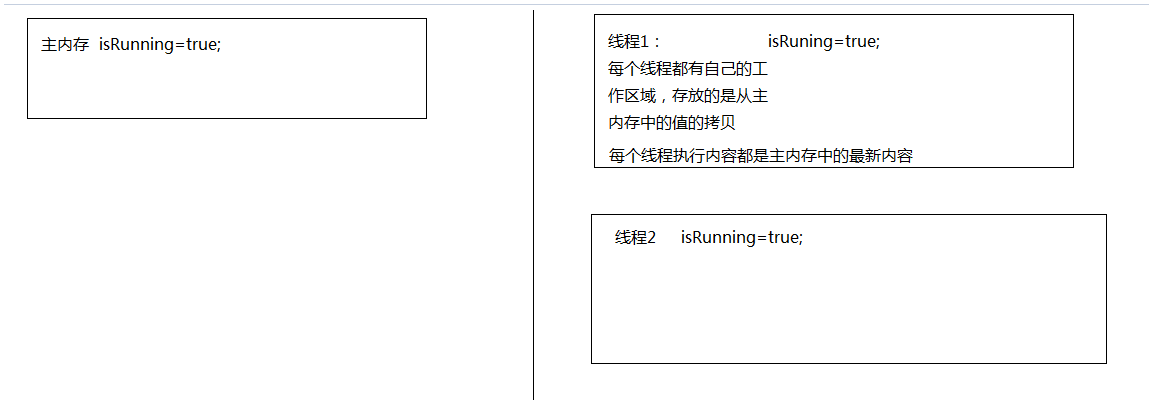 主内存 isRunning=true;
线程1： isRuning=true;
每个线程都有自己的工
作区域，存放的是从主
内存中的值的拷贝
每个线程执行内容都是主内存中的最新内容
线程2 isRunning=true;